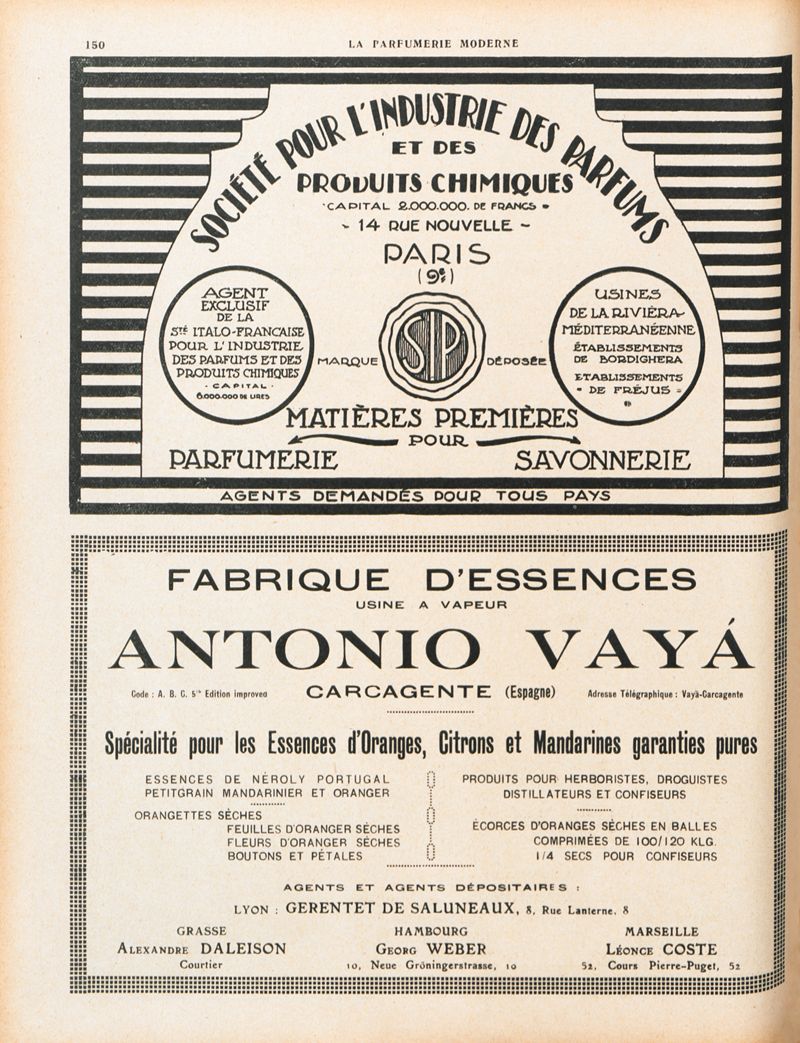 150
LA PARFUMERIE MODERNE
SOCIÉTÉ POUR L'INDUSTRIE DES PARFUMS
ET DES
PRODUITS CHIMIQUES
CAPITAL 2.000.000. DE FRANCS
~ 14 RUE NOUVELLE ~
PARIS
(9e)
AGENT
EXCLUSIF
DE LA
Sté ITALO-FRANÇAISE
POUR L'INDUSTRIE
DES PARFUMS ET DES
PRODUITS CHIMIQUES
· CAPITAL ·
6.000.000 DE LIRES
MARQUE
SIP
DÉPOSÉE
USINES
DE LA RIVIÉRA
MÉDITERRANÉENNE
ÉTABLISSEMENTS
DE BORDIGHERA
ETABLISSEMENTS
- DE FRÉJUS -
MATIÈRES PREMIÈRES
POUR
PARFUMERIE
SAVONNERIE
AGENTS DEMANDÉS POUR TOUS PAYS
FABRIQUE D'ESSENCES
USINE A VAPEUR
ANTONIO VAYÁ
Code : A. B. C. 5th Edition improved
CARCAGENTE (Espagne)
Adresse Télégraphique : Vayà-Carcagente
Spécialité pour les Essences d'Oranges, Citrons et Mandarines garanties pures
ESSENCES DE NÉROLY PORTUGAL
PETITGRAIN MANDARINIER ET ORANGER
ORANGETTES SÉCHES
FEUILLES D'ORANGER SÉCHES
FLEURS D'ORANGER SÉCHES
BOUTONS ET PÉTALES
PRODUITS POUR HERBORISTES, DROGUISTES
DISTILLATEURS ET CONFISEURS
ÉCORCES D'ORANGES SÈCHES EN BALLES
COMPRIMÉES DE 100/120 KLG.
1/4 SECS POUR CONFISEURS
AGENTS ET AGENTS DÉPOSITAIRES :
LYON : GERENTET DE SALUNEAUX, 8, Rue Lanterne, 8
GRASSE
ALEXANDRE DALEISON
Courtier
HAMBOURG
GEORG WEBER
10, Neue Gröningerstrasse, 10
MARSEILLE
LÉONCE COSTE
52, Cours Pierre-Puget, 52